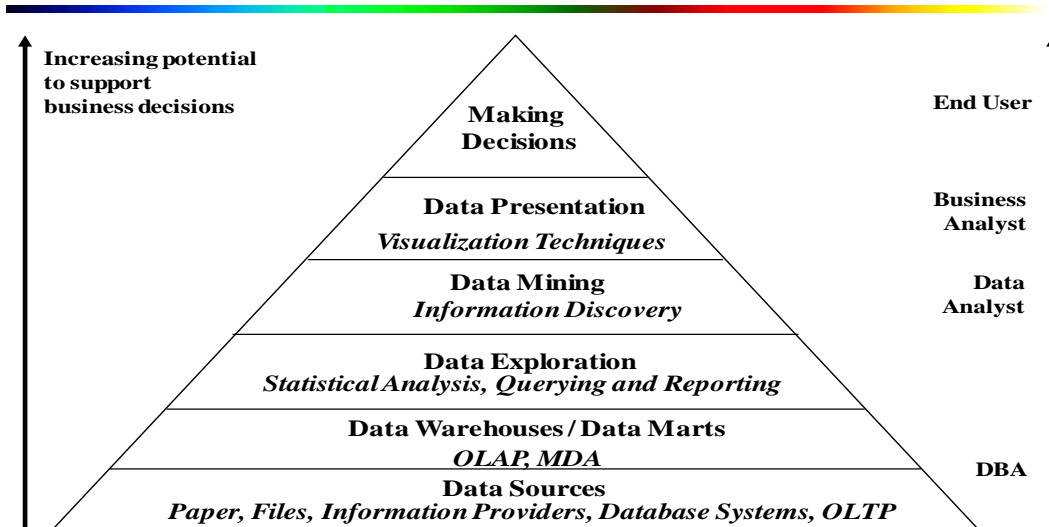 Increasing potential
to support
business decisions
End User
Making
Decisions
Business
Analyst
Data Presentation
Visualization Techniques
Data Mining
Information Discovery
Data
Analyst
Data Exploration
Statistical Analysis, Querying and Reporting
Data Warehouses / Data Marts
OLAP, MDA
DBA
Data Sources
Paper, Files, Information Providers, Database Systems, OLTP